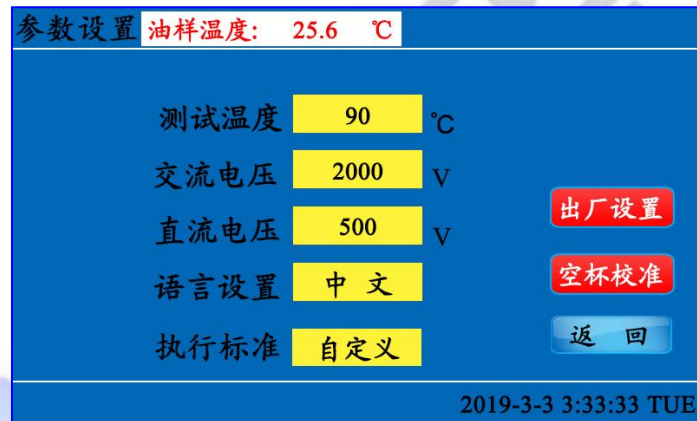 参数设置 油样温度: 25.6 ℃
测试温度 90 ℃
交流电压 2000 V
直流电压 500 V
出厂设置
语言设置 中 文
空杯校准
执行标准 自定义
返 回
2019-3-3 3:33:33 TUE